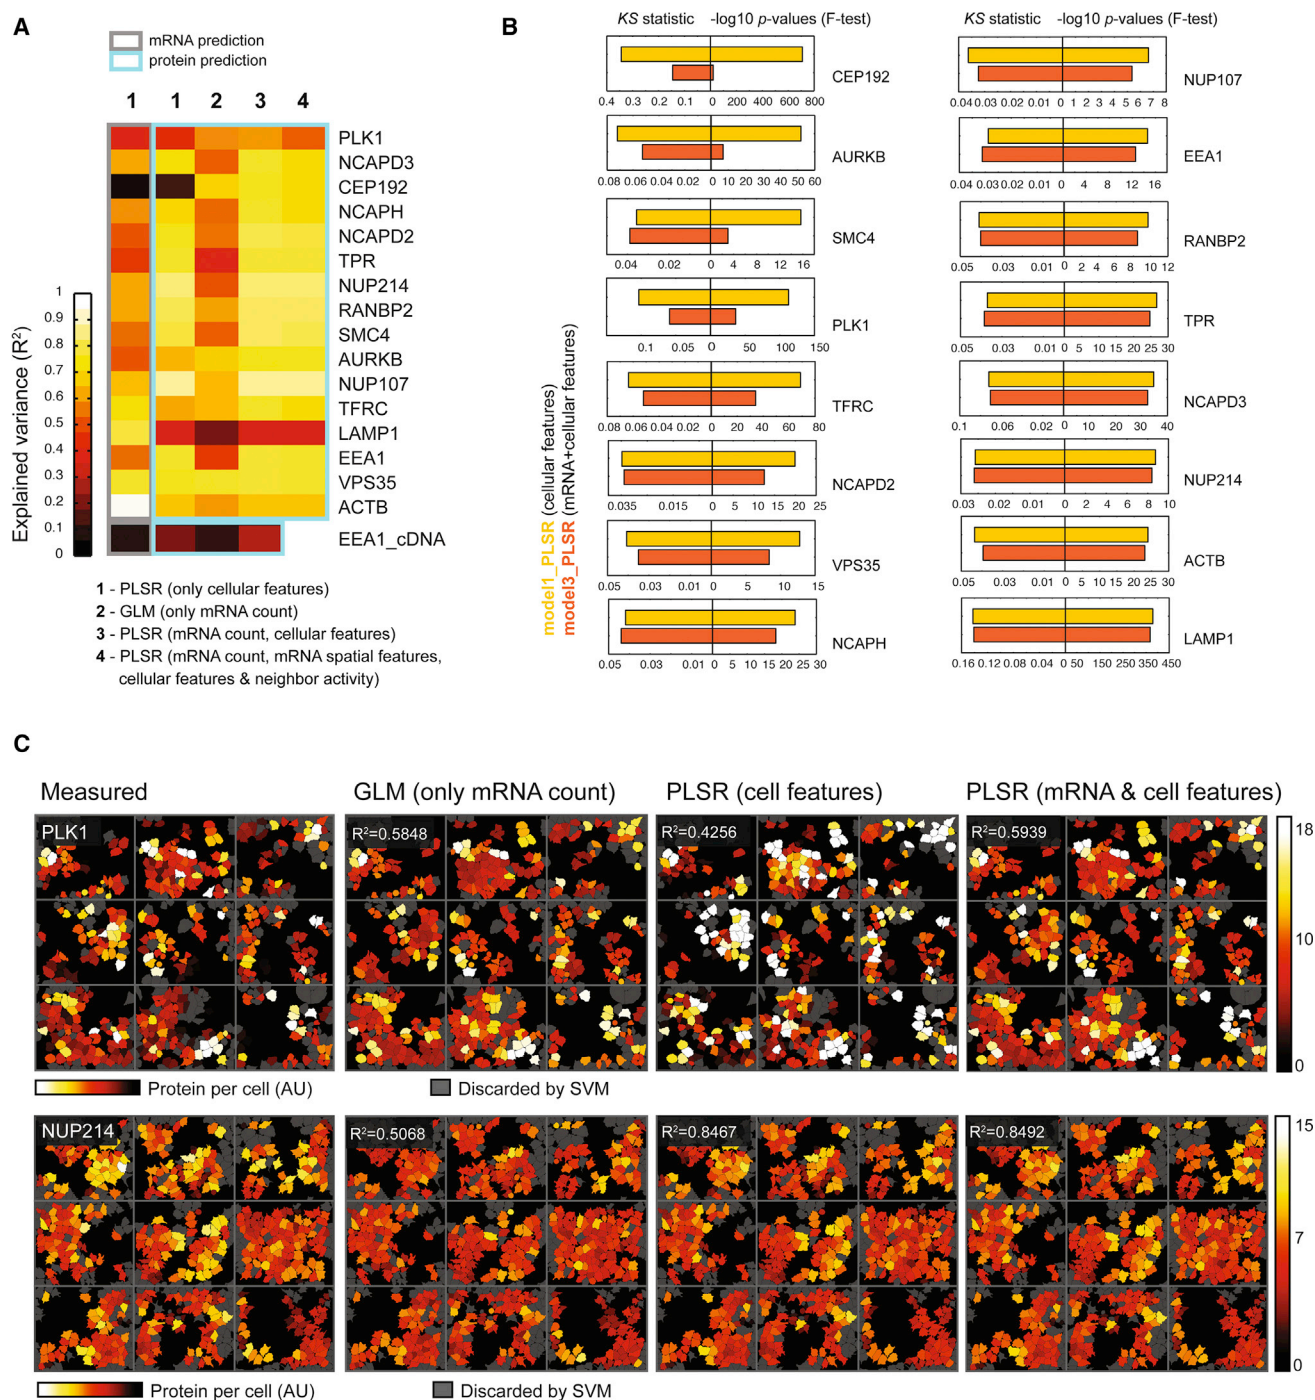 A
mRNA prediction
protein prediction
1 1 2 3 4
PLK1
NCAPD3
CEP192
NCAPH
NCAPD2
TPR
NUP214
RANBP2
SMC4
AURKB
NUP107
TFRC
LAMP1
EEA1
VPS35
ACTB
EEA1_cDNA
Explained variance (R²)
1
0.9
0.8
0.7
0.6
0.5
0.4
0.3
0.2
0.1
0
1 - PLSR (only cellular features)
2 - GLM (only mRNA count)
3 - PLSR (mRNA count, cellular features)
4 - PLSR (mRNA count, mRNA spatial features,
cellular features & neighbor activity)
B
KS statistic -log10 p-values (F-test)
CEP192
0.4 0.3 0.2 0.1 0 200 400 600 800
AURKB
0.08 0.06 0.04 0.02 0 10 20 30 40 50 60
SMC4
0.04 0.02 0 4 8 12 16
PLK1
0.1 0.05 0 50 100 150
TFRC
0.08 0.06 0.04 0.02 0 20 40 60 80
NCAPD2
0.035 0.015 0 5 10 15 20 25
VPS35
0.03 0.01 0 5 10 15
NCAPH
0.05 0.03 0.01 0 5 10 15 20 25 30
model1_PLSR (cellular features)
model3_PLSR (mRNA+cellular features)
KS statistic -log10 p-values (F-test)
NUP107
0.04 0.03 0.02 0.01 0 1 2 3 4 5 6 7 8
EEA1
0.04 0.03 0.02 0.01 0 4 8 12 16
RANBP2
0.05 0.03 0.01 0 2 4 6 8 10 12
TPR
0.05 0.03 0.01 0 5 10 15 20 25 30
NCAPD3
0.1 0.06 0.02 0 5 10 15 20 25 30 35 40
NUP214
0.06 0.04 0.02 0 2 4 6 8 10
ACTB
0.05 0.03 0.01 0 5 10 15 20 25 30
LAMP1
0.16 0.12 0.08 0.04 0 50 150 250 350 450
C
Measured
GLM (only mRNA count)
PLSR (cell features)
PLSR (mRNA & cell features)
PLK1
R²=0.5848
R²=0.4256
R²=0.5939
18
10
0
Protein per cell (AU)
Discarded by SVM
NUP214
R²=0.5068
R²=0.8467
R²=0.8492
15
7
0
Protein per cell (AU)
Discarded by SVM